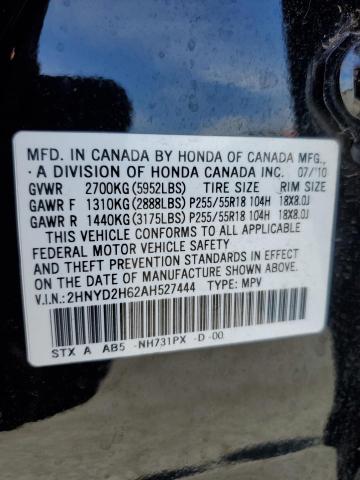 MFD. IN CANADA BY HONDA OF CANADA MFG.,
A DIVISION OF HONDA CANADA INC. 07/'10
GVWR 2700KG(5952LBS) TIRE SIZE RIM SIZE
GAWR F 1310KG(2888LBS) P255/55R18 104H 18X8.0J
GAWR R 1440KG(3175LBS) P255/55R18 104H 18X8.0J
THIS VEHICLE CONFORMS TO ALL APPLICABLE
FEDERAL MOTOR VEHICLE SAFETY
AND THEFT PREVENTION STANDARDS IN EFFECT
ON THE DATE OF MANUFACTURE SHOWN ABOVE.
V.I.N.:2HNYD2H62AH527444 TYPE: MPV
STX A AB5 -NH731PX -D -00